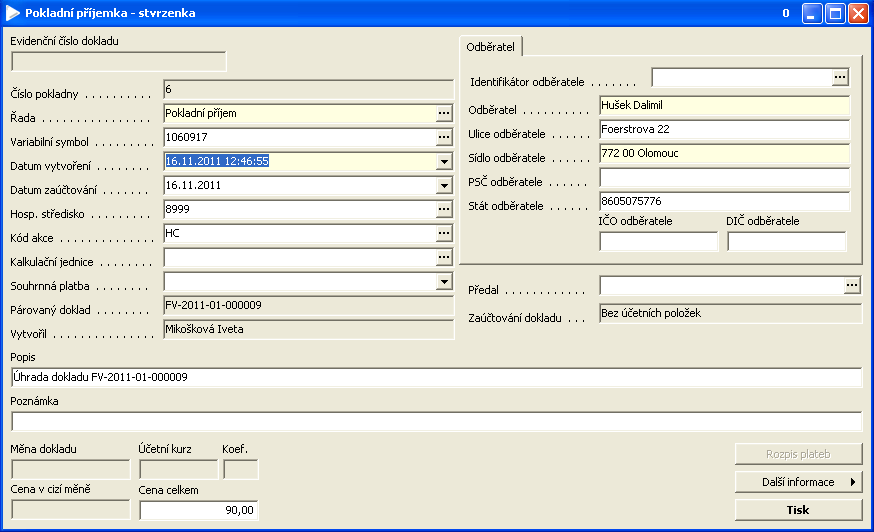 Pokladní příjemka - stvrzenka 0
Evidenční číslo dokladu
Číslo pokladny . . . . . . . . . . 6
Řada . . . . . . . . . . . . . . . . . Pokladní příjem ...
Variabilní symbol . . . . . . . 1060917 ...
Datum vytvoření . . . . . . . . 16.11.2011 12:46:55
Datum zaúčtování . . . . . . . 16.11.2011
Hosp. středisko . . . . . . . . . 8999 ...
Kód akce . . . . . . . . . . . . . . HC ...
Kalkulační jednice . . . . . . . ...
Souhrnná platba . . . . . . . .
Párovaný doklad . . . . . . . . FV-2011-01-000009
Vytvořil . . . . . . . . . . . . . . . Mikošková Iveta
Odběratel
Identifikátor odběratele . . . . . . . ...
Odběratel . . . . . . . . . . . Hušek Dalimil
Ulice odběratele . . . . . . . Foerstrova 22
Sídlo odběratele . . . . . . . 772 00 Olomouc
PSČ odběratele . . . . . . .
Stát odběratele . . . . . . . 8605075776
IČO odběratele DIČ odběratele
Předal . . . . . . . . . . . . ...
Zaúčtování dokladu . . . Bez účetních položek
Popis
Úhrada dokladu FV-2011-01-000009
Poznámka
Měna dokladu Účetní kurz Koef.
Cena v cizí měně Cena celkem
90,00
Rozpis plateb
Další informace
Tisk